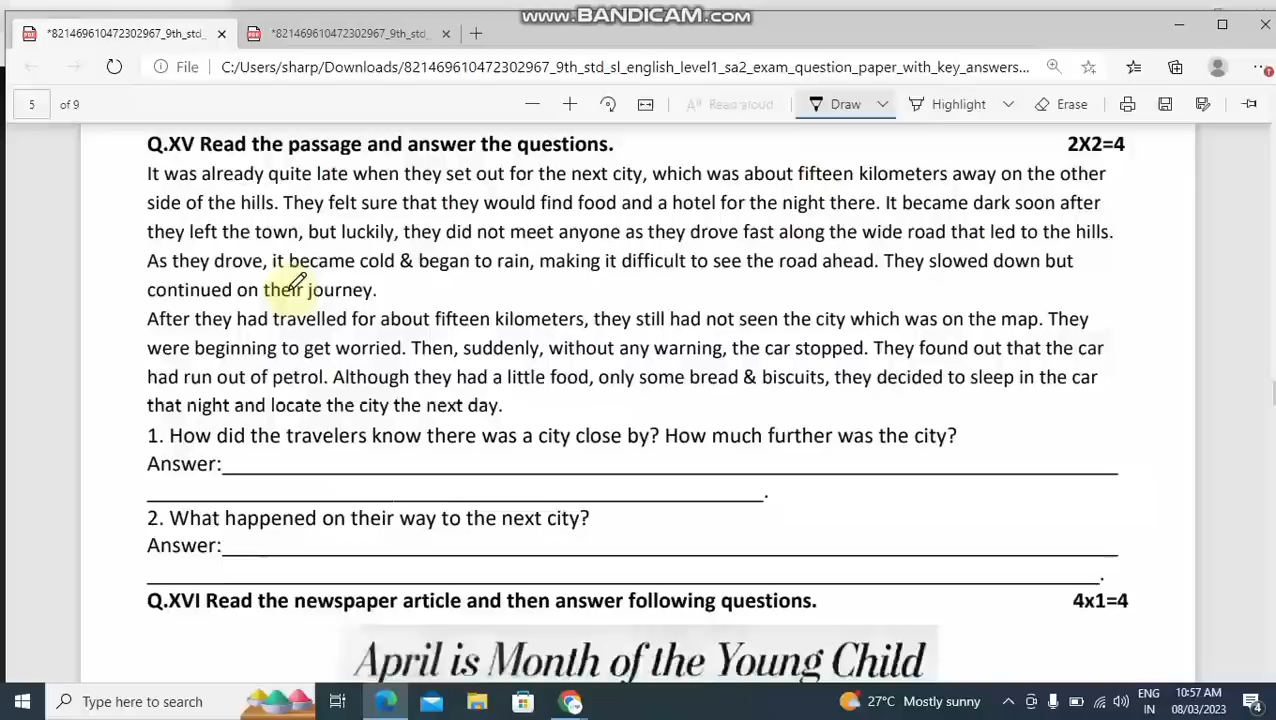 www.BANDICAM.com
*821469610472302967_9th_std_
*821469610472302967_9th_std_
File
C:/Users/sharp/Downloads/821469610472302967_9th_std_sl_english_level1_sa2_exam_question_paper_with_key_answers...
5 of 9
Read aloud
Draw
Highlight
Erase
Q.XV Read the passage and answer the questions. 2X2=4
It was already quite late when they set out for the next city, which was about fifteen kilometers away on the other
side of the hills. They felt sure that they would find food and a hotel for the night there. It became dark soon after
they left the town, but luckily, they did not meet anyone as they drove fast along the wide road that led to the hills.
As they drove, it became cold & began to rain, making it difficult to see the road ahead. They slowed down but
continued on their journey.
After they had travelled for about fifteen kilometers, they still had not seen the city which was on the map. They
were beginning to get worried. Then, suddenly, without any warning, the car stopped. They found out that the car
had run out of petrol. Although they had a little food, only some bread & biscuits, they decided to sleep in the car
that night and locate the city the next day.
1. How did the travelers know there was a city close by? How much further was the city?
Answer:
.
2. What happened on their way to the next city?
Answer:
.
Q.XVI Read the newspaper article and then answer following questions. 4x1=4
April is Month of the Young Child
Type here to search
27°C Mostly sunny
ENG
IN
10:57 AM
08/03/2023
4